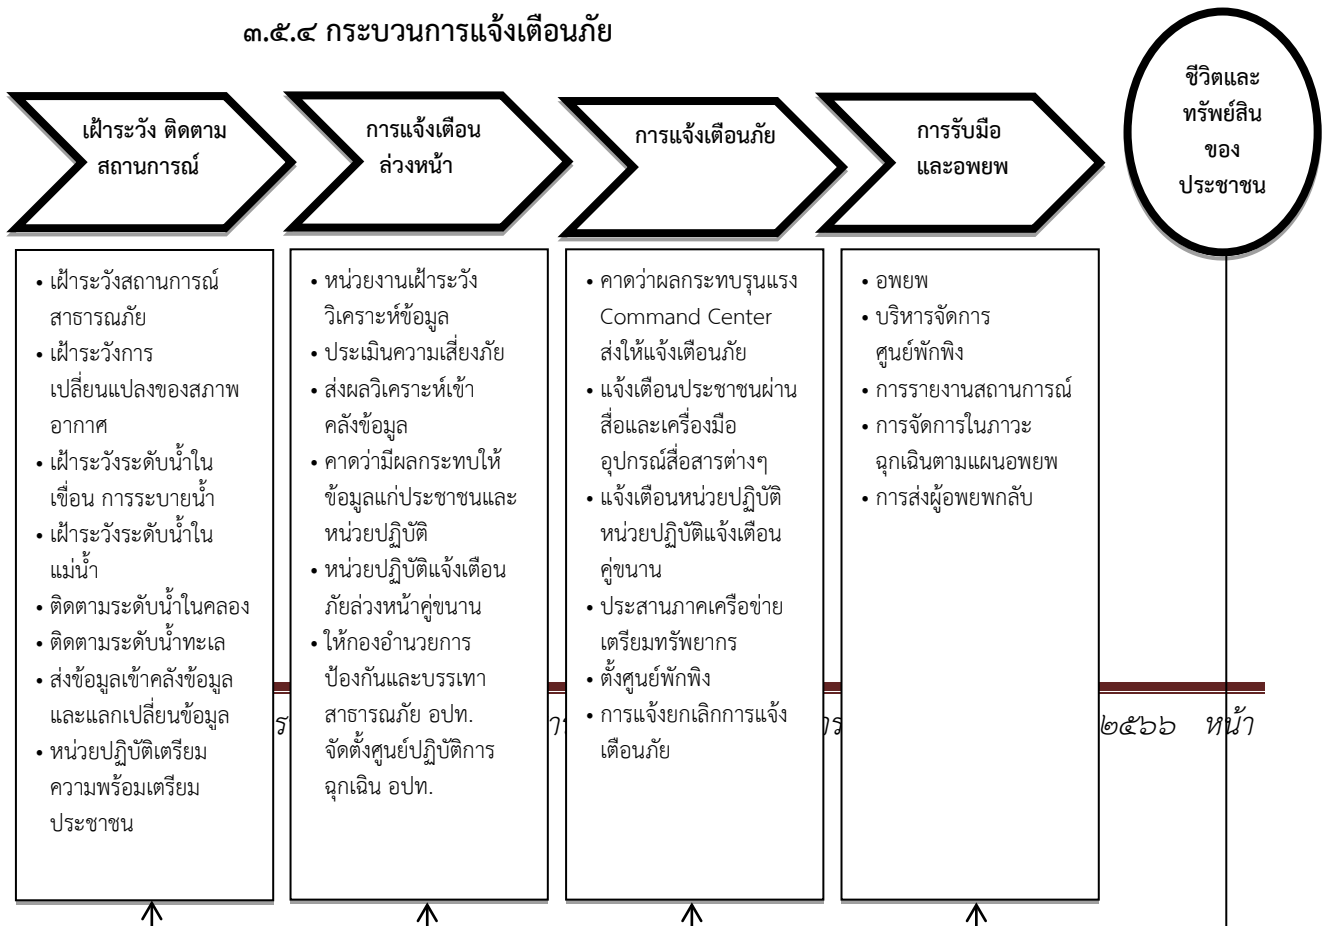 ๓.๕.๔ กระบวนการแจ้งเตือนภัย
เฝ้าระวัง ติดตาม
สถานการณ์
การแจ้งเตือน
ล่วงหน้า
การแจ้งเตือนภัย
การรับมือ
และอพยพ
ชีวิตและ
ทรัพย์สิน
ของ
ประชาชน
• เฝ้าระวังสถานการณ์
สาธารณภัย
• เฝ้าระวังการ
เปลี่ยนแปลงของสภาพ
อากาศ
• เฝ้าระวังระดับน้ำใน
เขื่อน การระบายน้ำ
• เฝ้าระวังระดับน้ำใน
แม่น้ำ
• ติดตามระดับน้ำในคลอง
• ติดตามระดับน้ำทะเล
• ส่งข้อมูลเข้าคลังข้อมูล
และแลกเปลี่ยนข้อมูล
• หน่วยปฏิบัติเตรียม
ความพร้อมเตรียม
ประชาชน
• หน่วยงานเฝ้าระวัง
วิเคราะห์ข้อมูล
• ประเมินความเสี่ยงภัย
• ส่งผลวิเคราะห์เข้า
คลังข้อมูล
• คาดว่ามีผลกระทบให้
ข้อมูลแก่ประชาชนและ
หน่วยปฏิบัติ
• หน่วยปฏิบัติแจ้งเตือน
ภัยล่วงหน้าคู่ขนาน
• ให้กองอำนวยการ
ป้องกันและบรรเทา
สาธารณภัย อปท.
จัดตั้งศูนย์ปฏิบัติการ
ฉุกเฉิน อปท.
• คาดว่าผลกระทบรุนแรง
Command Center
ส่งให้แจ้งเตือนภัย
• แจ้งเตือนประชาชนผ่าน
สื่อและเครื่องมือ
อุปกรณ์สื่อสารต่างๆ
• แจ้งเตือนหน่วยปฏิบัติ
หน่วยปฏิบัติแจ้งเตือน
คู่ขนาน
• ประสานภาคเครือข่าย
เตรียมทรัพยากร
• ตั้งศูนย์พักพิง
• การแจ้งยกเลิกการแจ้ง
เตือนภัย
• อพยพ
• บริหารจัดการ
ศูนย์พักพิง
• การรายงานสถานการณ์
• การจัดการในภาวะ
ฉุกเฉินตามแผนอพยพ
• การส่งผู้อพยพกลับ
๒๕๖๖ หน้า